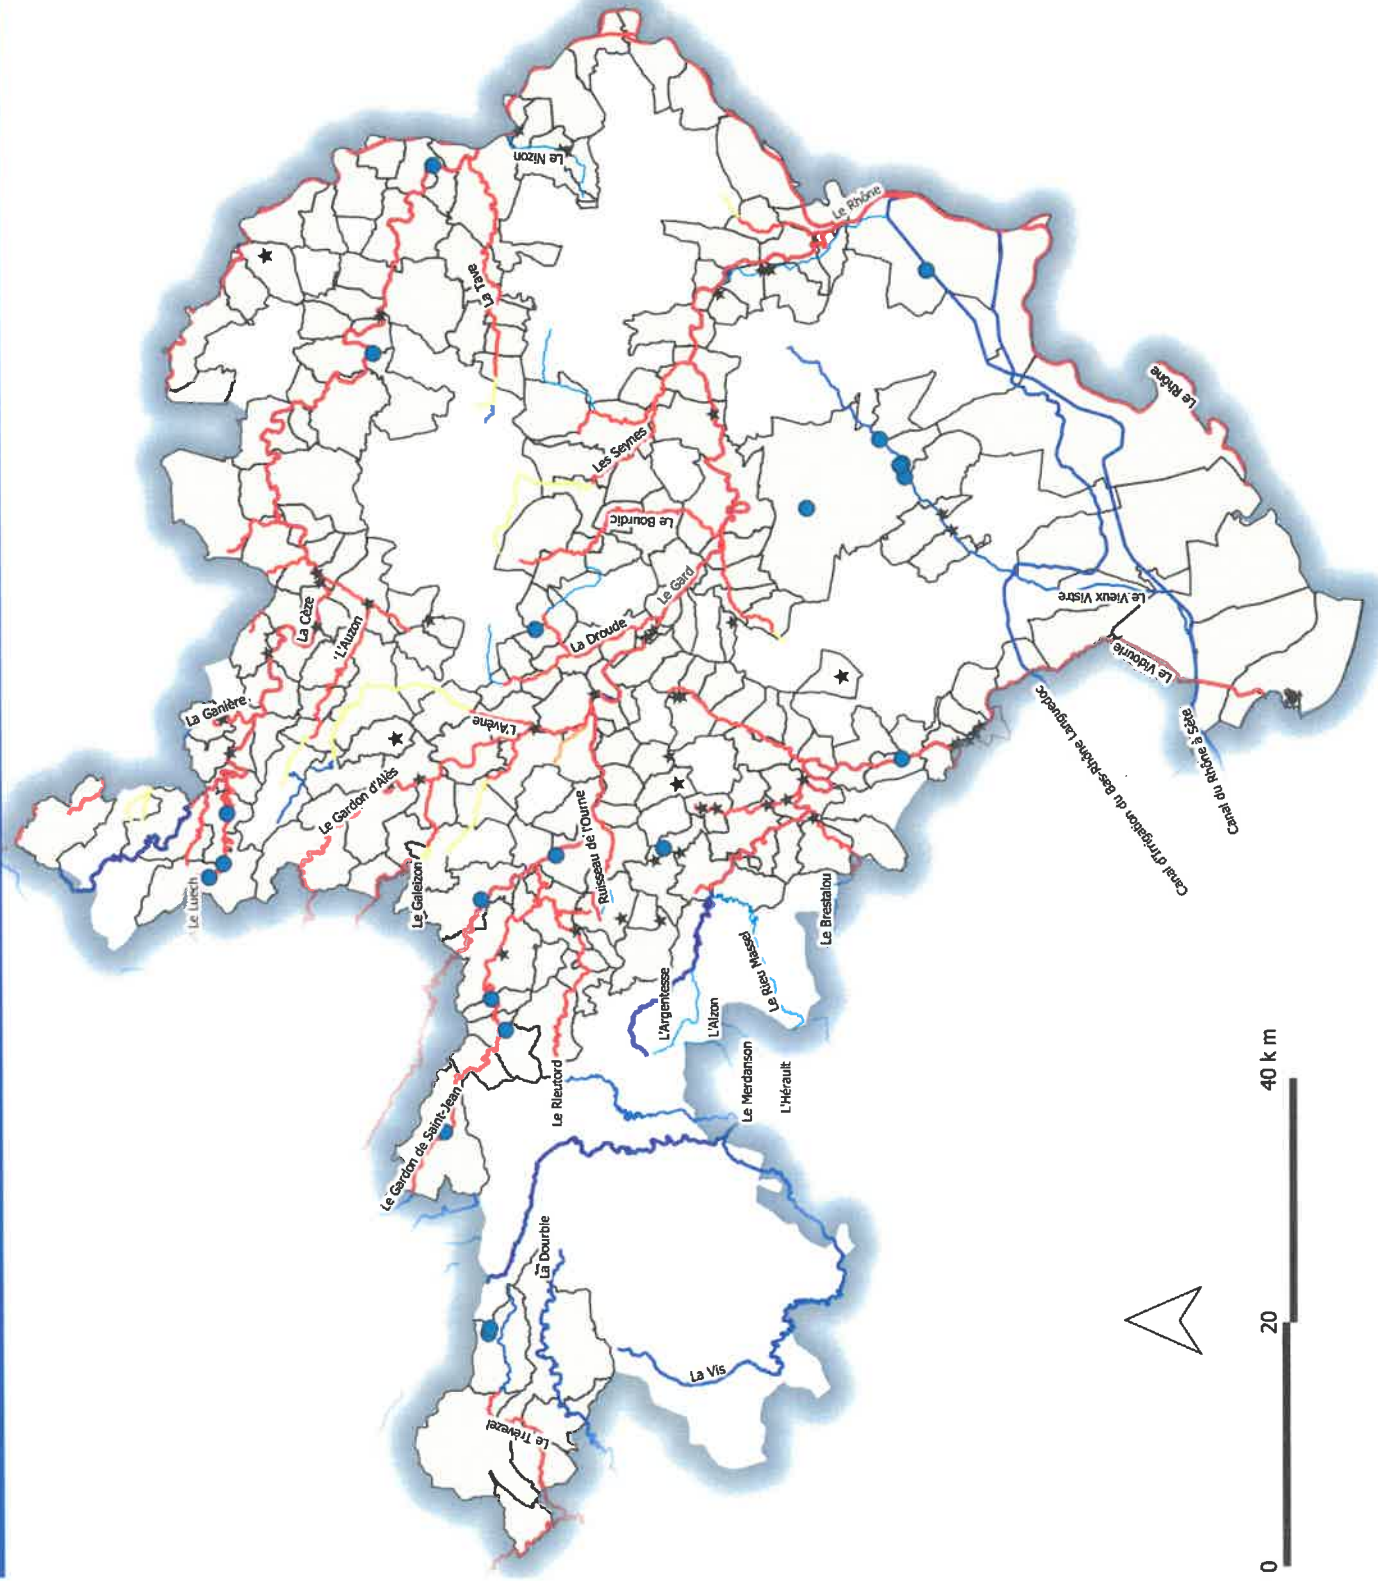 Le Nizon
Le Rhône
La Tave
Le Rhône
Les Seynes
Le Bourdic
Le Gard
La Cèze
L'Auzon
La Droude
Le Vieux Vistre
Le Vidourle
La Ganière
L'Avène
Canal d'Irrigation du Bas-Rhône Languedoc
Canal du Rhône à Sète
Le Gardon d'Alès
Ruisseau de l'Ourne
Le Luech
Le Galeizon
Le Brestalou
La Rieu Massel
L'Argentesse
L'Alzon
Le Rieutord
Le Merdanson
L'Hérault
Le Gardon de Saint-Jean
La Dourbie
La Vis
Le Trévezel
0
20
40 km